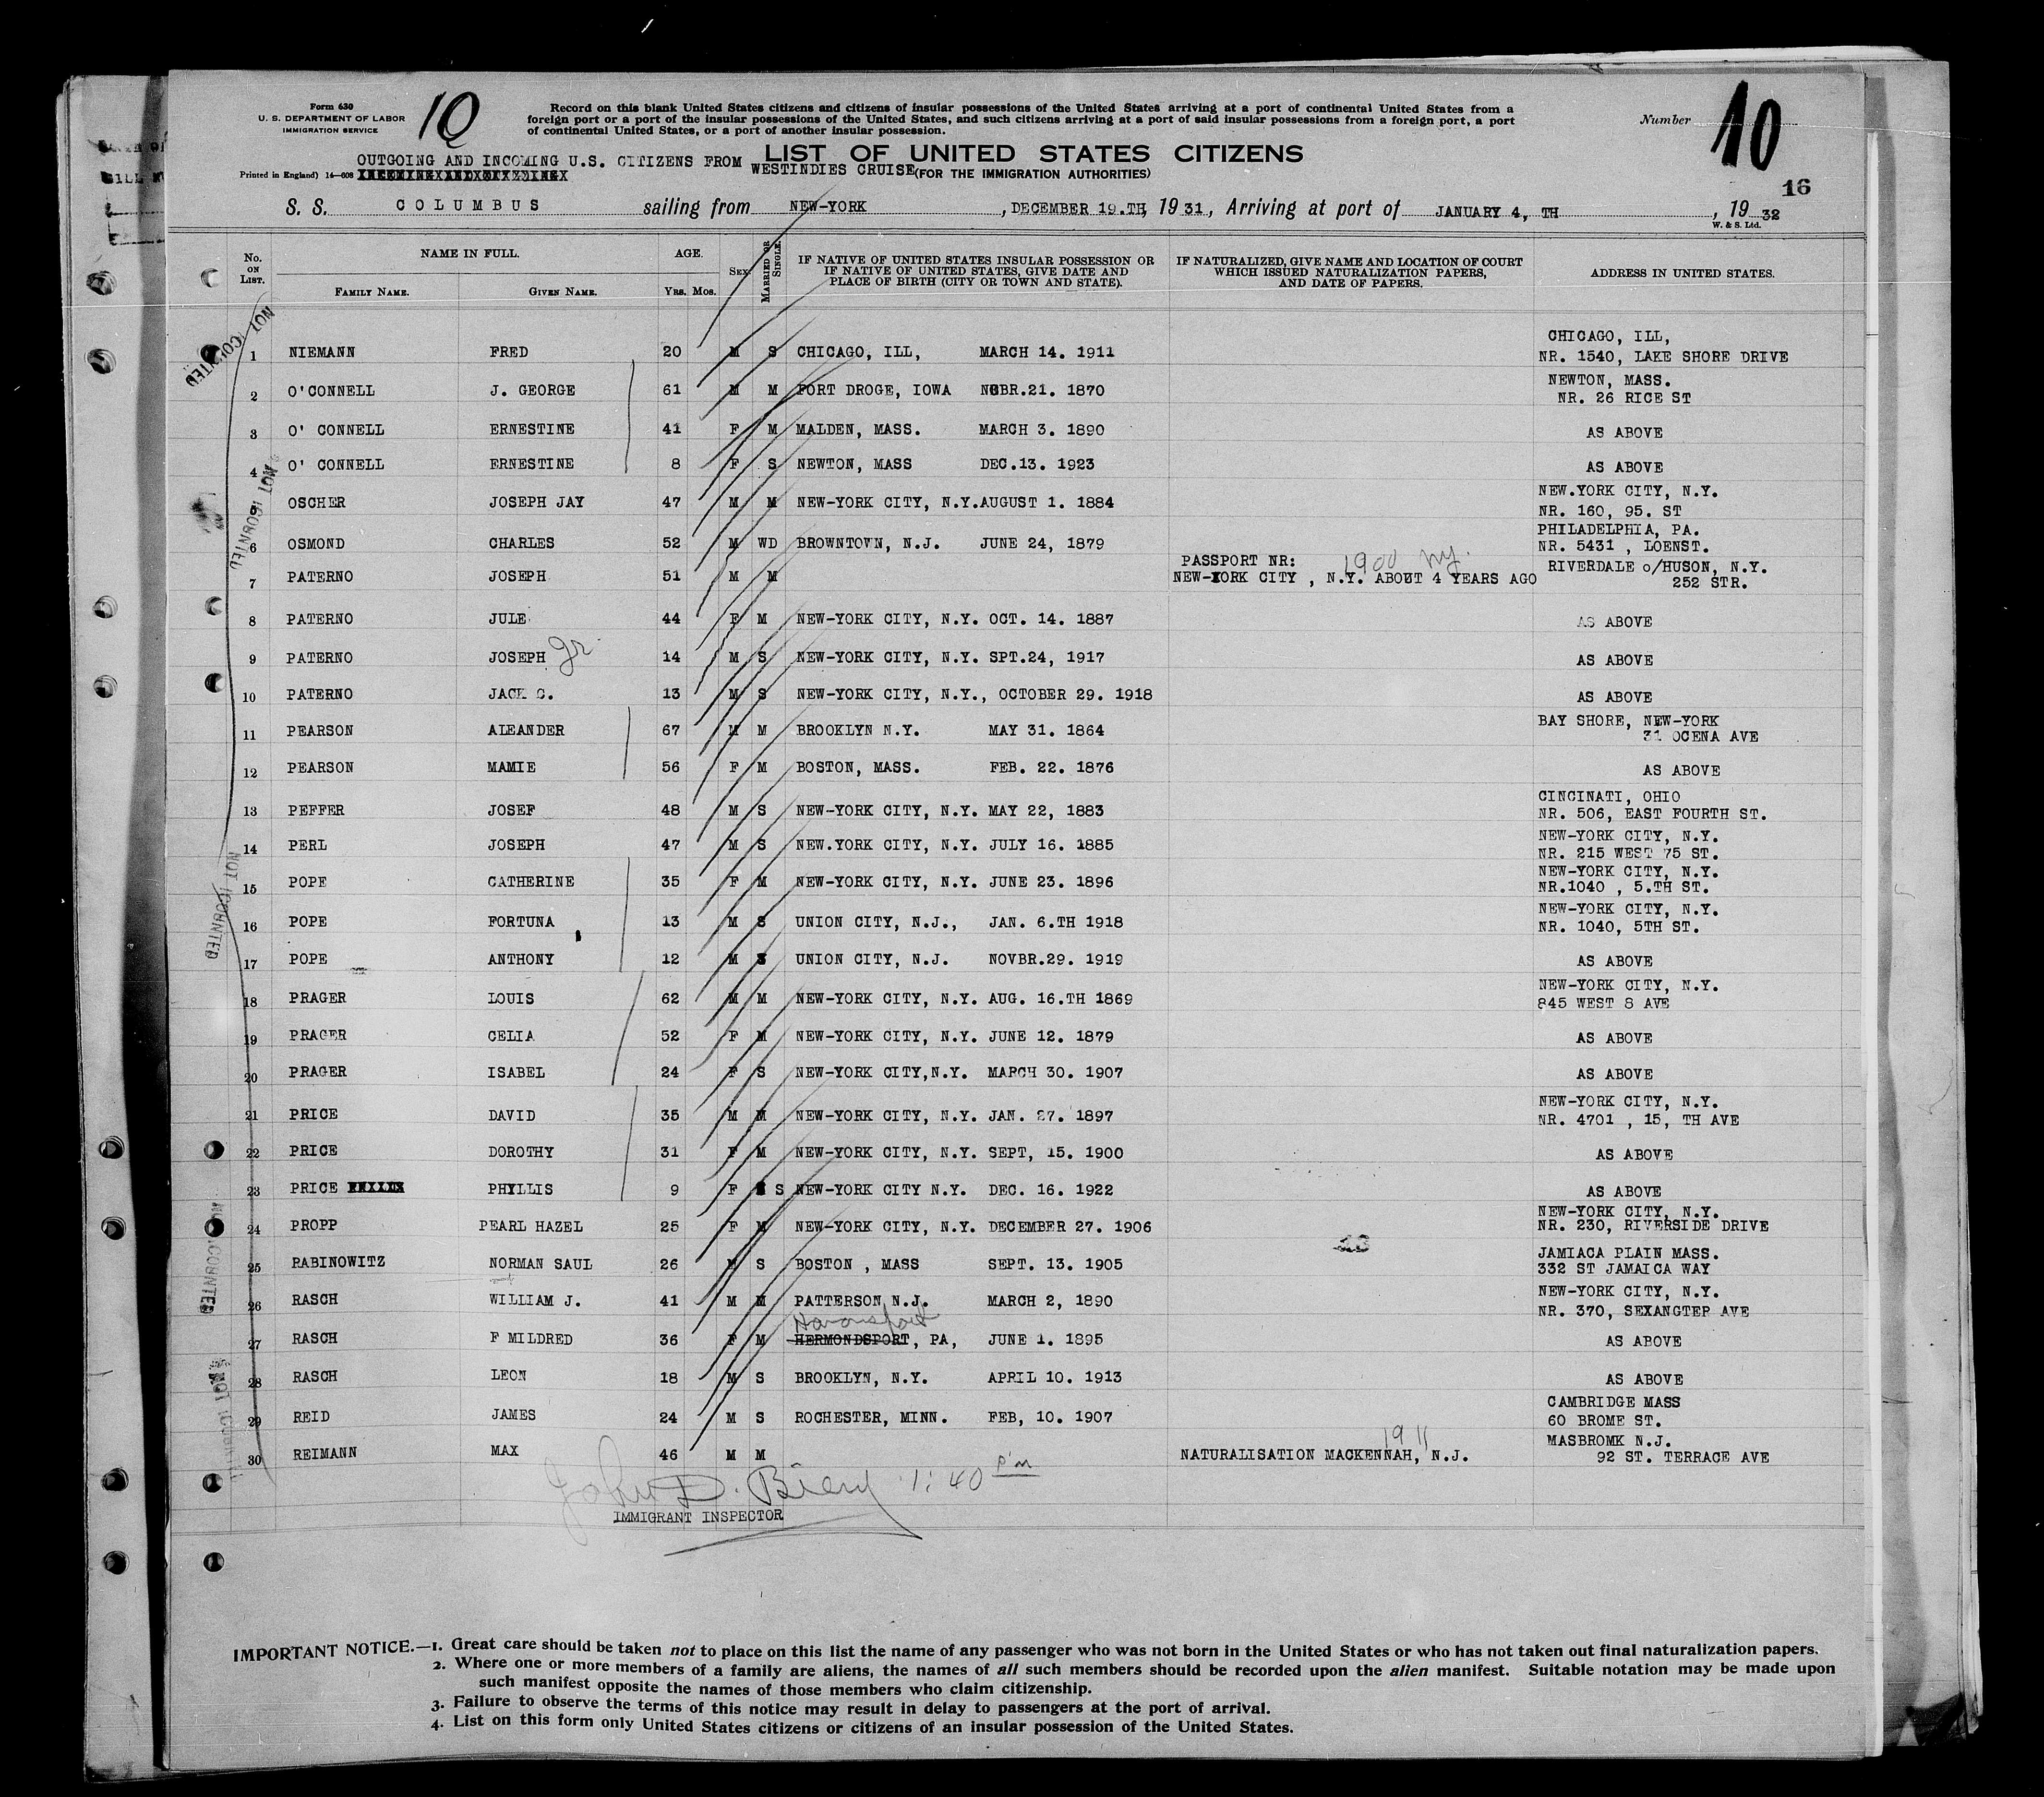 Form 630
U. S. DEPARTMENT OF LABOR
IMMIGRATION SERVICE
10
Record on this blank United States citizens and citizens of insular possessions of the United States arriving at a port of continental United States from a
foreign port or a port of the insular possessions of the United States, and such citizens arriving at a port of said insular possessions from a foreign port, a port
of continental United States, or a port of another insular possession.
Number 10
16
OUTGOING AND INCOMING U.S. CITIZENS FROM WESTINDIES CRUISE
LIST OF UNITED STATES CITIZENS
Printed in England) 14—608
(FOR THE IMMIGRATION AUTHORITIES)
S. S. COLUMBUS sailing from NEW-YORK, DECEMBER 19.TH, 1931, Arriving at port of JANUARY 4, TH, 1932
W. & S. Ltd.
No. ON LIST. NAME IN FULL. AGE. SEX. MARRIED OR SINGLE. IF NATIVE OF UNITED STATES INSULAR POSSESSION OR IF NATIVE OF UNITED STATES, GIVE DATE AND PLACE OF BIRTH (CITY OR TOWN AND STATE). IF NATURALIZED, GIVE NAME AND LOCATION OF COURT WHICH ISSUED NATURALIZATION PAPERS, AND DATE OF PAPERS. ADDRESS IN UNITED STATES.
FAMILY NAME. GIVEN NAME. YRS. MOS.
1 NIEMANN FRED 20 M S CHICAGO, ILL, MARCH 14. 1911 CHICAGO, ILL, NR. 1540, LAKE SHORE DRIVE
2 O'CONNELL J. GEORGE 61 M M FORT DROGE, IOWA NOBR.21. 1870 NEWTON, MASS. NR. 26 RICE ST
3 O' CONNELL ERNESTINE 41 F M MALDEN, MASS. MARCH 3. 1890 AS ABOVE
4 O' CONNELL ERNESTINE 8 F S NEWTON, MASS DEC.13. 1923 AS ABOVE
5 OSCHER JOSEPH JAY 47 M M NEW-YORK CITY, N.Y. AUGUST 1. 1884 NEW.YORK CITY, N.Y. NR. 160, 95. ST
6 OSMOND CHARLES 52 M WD BROWNTOWN, N.J. JUNE 24, 1879 PHILADELPHIA, PA. NR. 5431 , LOENST.
7 PATERNO JOSEPH 51 M M PASSPORT NR: 1900 ny. NEW-YORK CITY , N.Y. ABOUT 4 YEARS AGO RIVERDALE o/HUSON, N.Y. 252 STR.
8 PATERNO JULE 44 F M NEW-YORK CITY, N.Y. OCT. 14. 1887 AS ABOVE
9 PATERNO JOSEPH Jr 14 M S NEW-YORK CITY, N.Y. SPT.24, 1917 AS ABOVE
10 PATERNO JACK C. 13 M S NEW-YORK CITY, N.Y., OCTOBER 29. 1918 AS ABOVE
11 PEARSON ALEANDER 67 M M BROOKLYN N.Y. MAY 31. 1864 BAY SHORE, NEW-YORK 31 OCENA AVE
12 PEARSON MAMIE 56 F M BOSTON, MASS. FEB. 22. 1876 AS ABOVE
13 PEFFER JOSEF 48 M S NEW-YORK CITY, N.Y. MAY 22, 1883 CINCINATI, OHIO NR. 506, EAST FOURTH ST.
14 PERL JOSEPH 47 M S NEW.YORK CITY, N.Y. JULY 16. 1885 NEW-YORK CITY, N.Y. NR. 215 WEST 75 ST.
15 POPE CATHERINE 35 F M NEW-YORK CITY, N.Y. JUNE 23. 1896 NEW-YORK CITY, N.Y. NR.1040 , 5.TH ST.
16 POPE FORTUNA 13 M S UNION CITY, N.J., JAN. 6.TH 1918 NEW-YORK CITY, N.Y. NR. 1040, 5TH ST.
17 POPE ANTHONY 12 M S UNION CITY, N.J. NOVBR.29. 1919 AS ABOVE
18 PRAGER LOUIS 62 M M NEW-YORK CITY, N.Y. AUG. 16.TH 1869 NEW-YORK CITY, N.Y. 845 WEST 8 AVE
19 PRAGER CELIA 52 F M NEW-YORK CITY, N.Y. JUNE 12. 1879 AS ABOVE
20 PRAGER ISABEL 24 F S NEW-YORK CITY,N.Y. MARCH 30. 1907 AS ABOVE
21 PRICE DAVID 35 M M NEW-YORK CITY, N.Y. JAN. 27. 1897 NEW-YORK CITY, N.Y. NR. 4701 , 15, TH AVE
22 PRICE DOROTHY 31 F M NEW-YORK CITY, N.Y. SEPT, 15. 1900 AS ABOVE
23 PRICE PHYLLIS 9 F S NEW-YORK CITY N.Y. DEC. 16. 1922 AS ABOVE
24 PROPP PEARL HAZEL 25 F M NEW-YORK CITY, N.Y. DECEMBER 27. 1906 NEW-YORK CITY, N.Y. NR. 230, RIVERSIDE DRIVE
25 RABINOWITZ NORMAN SAUL 26 M S BOSTON , MASS SEPT. 13. 1905 JAMIACA PLAIN MASS. 332 ST JAMAICA WAY
26 RASCH WILLIAM J. 41 M M PATTERSON N.J. MARCH 2, 1890 NEW-YORK CITY, N.Y. NR. 370, SEXANGTEP AVE
27 RASCH F MILDRED 36 F M HERMONDSPORT, PA, JUNE 1. 1895 AS ABOVE
28 RASCH LEON 18 M S BROOKLYN, N.Y. APRIL 10. 1913 AS ABOVE
29 REID JAMES 24 M S ROCHESTER, MINN. FEB, 10. 1907 CAMBRIDGE MASS 60 BROME ST.
30 REIMANN MAX 46 M M 1911 NATURALISATION MACKENNAH, N.J. MASBROMK N.J. 92 ST. TERRACE AVE
NOT COUNTED
NOT COUNTED
NOT COUNTED
John D. 1:40 pm
IMMIGRANT INSPECTOR
IMPORTANT NOTICE.—1. Great care should be taken not to place on this list the name of any passenger who was not born in the United States or who has not taken out final naturalization papers.
2. Where one or more members of a family are aliens, the names of all such members should be recorded upon the alien manifest. Suitable notation may be made upon
such manifest opposite the names of those members who claim citizenship.
3. Failure to observe the terms of this notice may result in delay to passengers at the port of arrival.
4. List on this form only United States citizens or citizens of an insular possession of the United States.